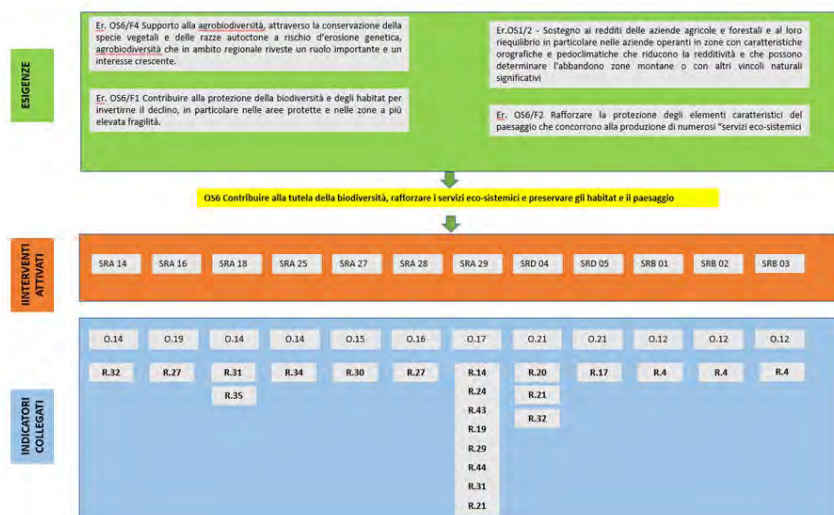 ESIGENZE
Er. OS6/F4 Supporto alla agrobiodiversità, attraverso la conservazione della
specie vegetali e delle razze autoctone a rischio d'erosione genetica,
agrobiodiversità che in ambito regionale riveste un ruolo importante e un
interesse crescente.
Er. OS6/F1 Contribuire alla protezione della biodiversità e degli habitat per
invertirne il declino, in particolare nelle aree protette e nelle zone a più
elevata fragilità.
Er.OS1/2 - Sostegno ai redditi delle aziende agricole e forestali e al loro
riequilibrio in particolare nelle aziende operanti in zone con caratteristiche
orografiche e pedoclimatiche che riducono la redditività e che possono
determinare l'abbandono zone montane o con altri vincoli naturali
significativi
Er. OS6/F2 Rafforzare la protezione degli elementi caratteristici del
paesaggio che concorrono alla produzione di numerosi "servizi eco-sistemici
OS6 Contribuire alla tutela della biodiversità, rafforzare i servizi eco-sistemici e preservare gli habitat e il paesaggio
IINTERVENTI
ATTIVATI
SRA 14 SRA 16 SRA 18 SRA 25 SRA 27 SRA 28 SRA 29 SRD 04 SRD 05 SRB 01 SRB 02 SRB 03
INDICATORI
COLLEGATI
O.14 O.19 O.14 O.14 O.15 O.16 O.17 O.21 O.21 O.12 O.12 O.12
R.32 R.27 R.31 R.34 R.30 R.27 R.14 R.20 R.17 R.4 R.4 R.4
R.35 R.24 R.21
R.43 R.32
R.19
R.29
R.44
R.31
R.21